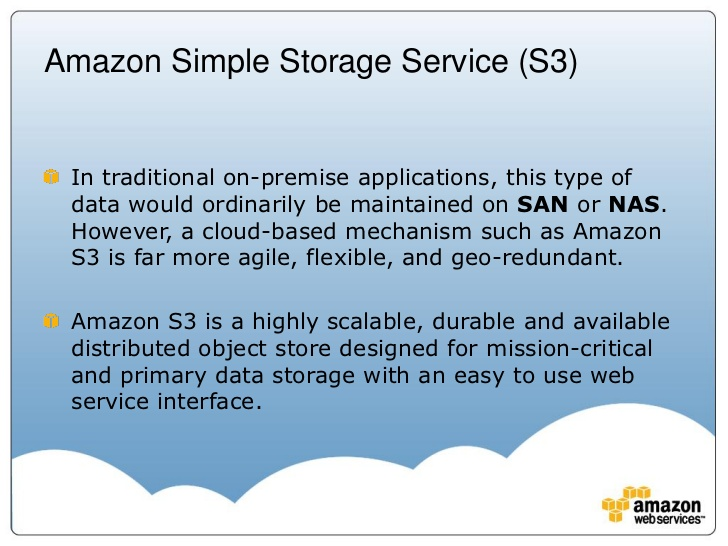 Amazon Simple Storage Service (S3)
In traditional on-premise applications, this type of
data would ordinarily be maintained on SAN or NAS.
However, a cloud-based mechanism such as Amazon
S3 is far more agile, flexible, and geo-redundant.
Amazon S3 is a highly scalable, durable and available
distributed object store designed for mission-critical
and primary data storage with an easy to use web
service interface.
amazon
webservices™